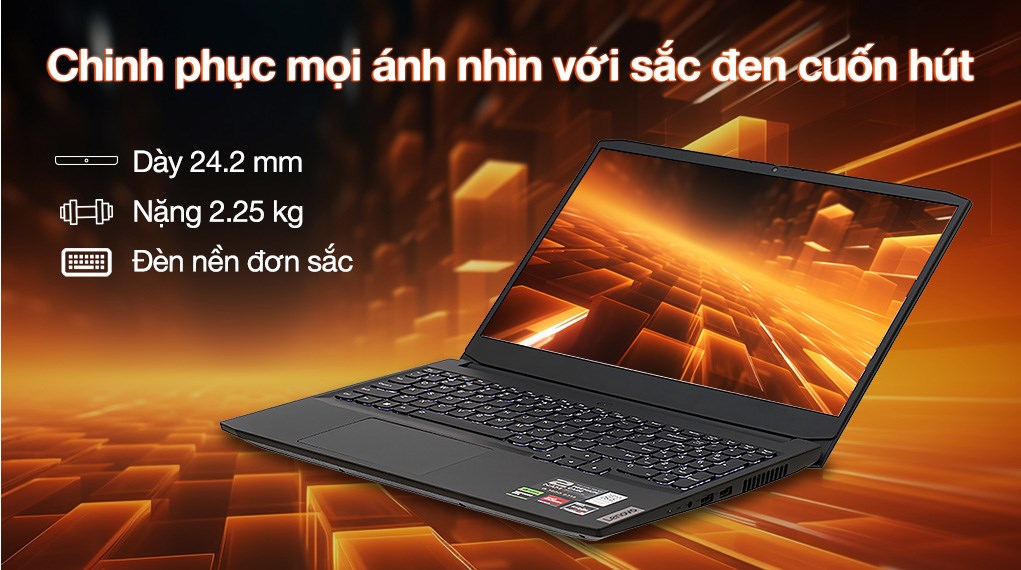 Chinh phục mọi ánh nhìn với sắc đen cuốn hút
Dày 24.2 mm
Nặng 2.25 kg
Đèn nền đơn sắc
Lenovo